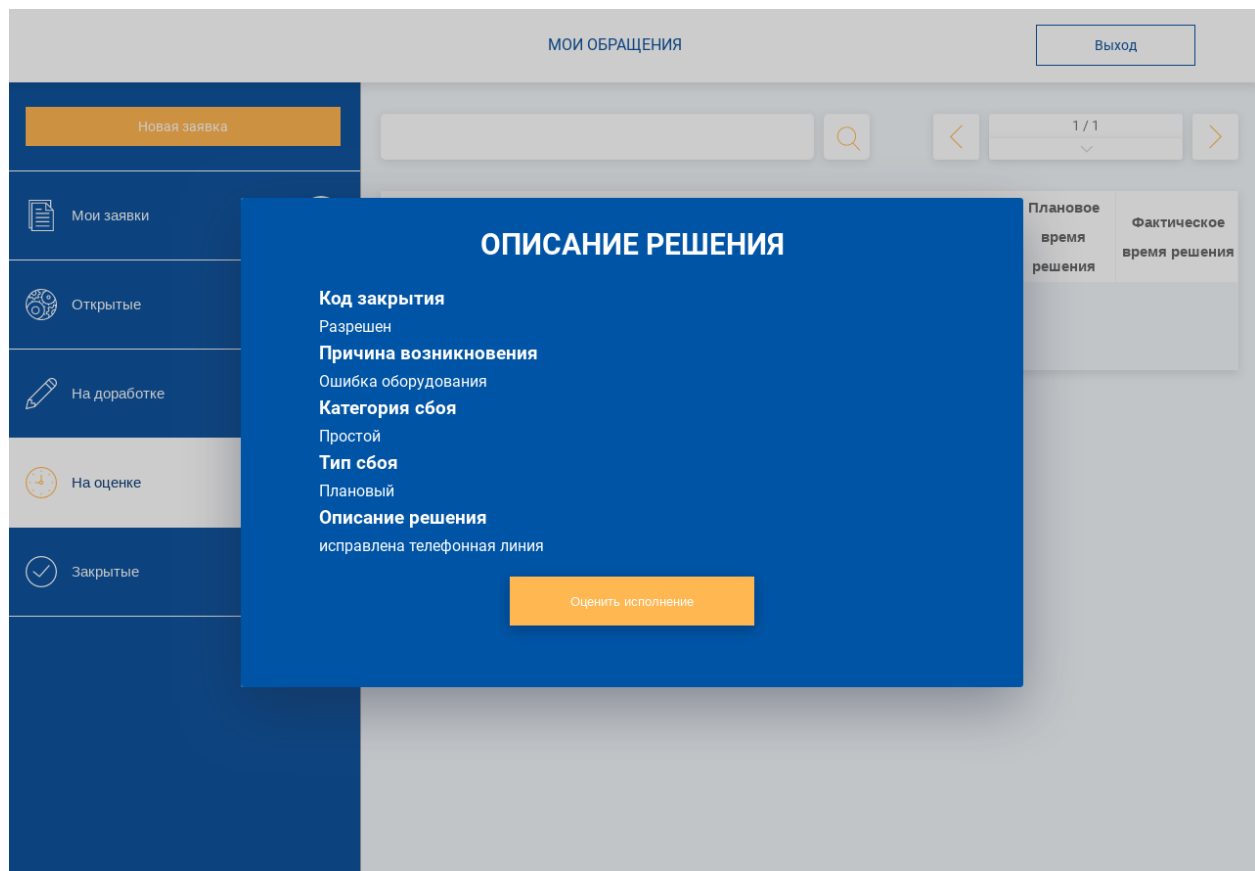 МОИ ОБРАЩЕНИЯ
Выход
Новая заявка
1 / 1
Мои заявки
Открытые
На доработке
На оценке
Закрытые
Плановое
время
решения
Фактическое
время решения
ОПИСАНИЕ РЕШЕНИЯ
Код закрытия
Разрешен
Причина возникновения
Ошибка оборудования
Категория сбоя
Простой
Тип сбоя
Плановый
Описание решения
исправлена телефонная линия
Оценить исполнение